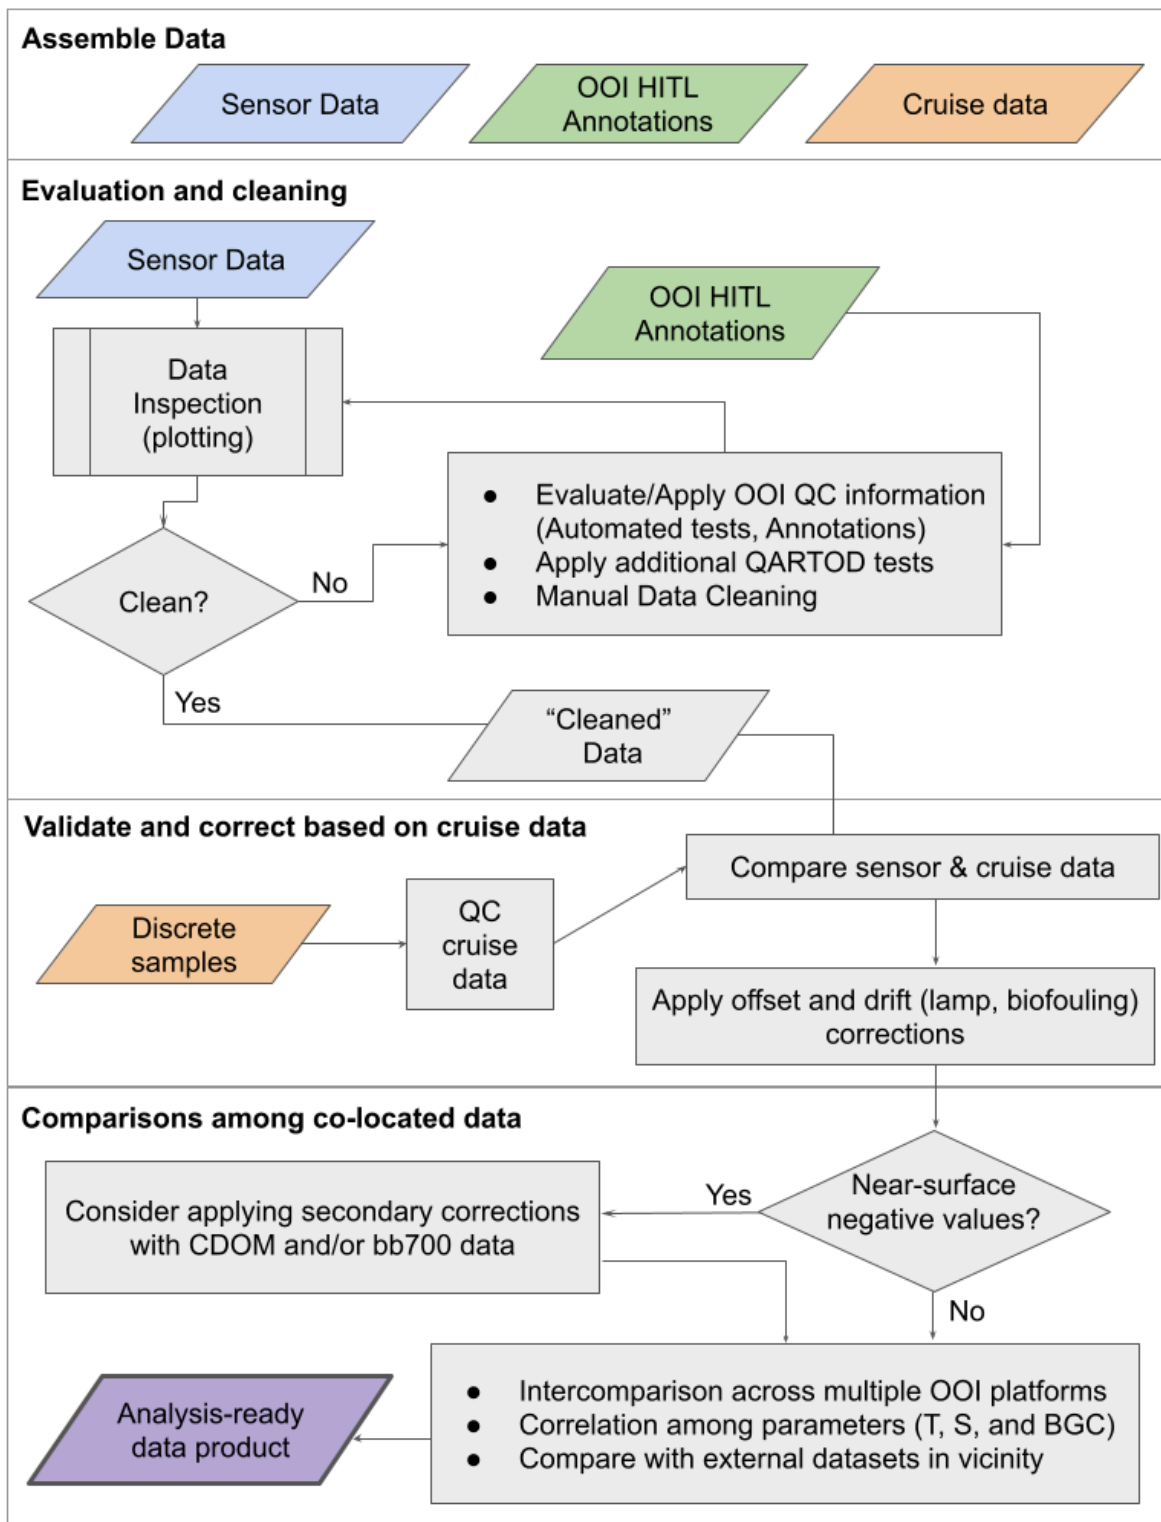 Assemble Data
Sensor Data
OOI HITL
Annotations
Cruise data
Evaluation and cleaning
Sensor Data
OOI HITL
Annotations
Data
Inspection
(plotting)
● Evaluate/Apply OOI QC information
(Automated tests, Annotations)
● Apply additional QARTOD tests
● Manual Data Cleaning
Clean?
No
Yes
“Cleaned”
Data
Validate and correct based on cruise data
Compare sensor & cruise data
Discrete
samples
QC
cruise
data
Apply offset and drift (lamp, biofouling)
corrections
Comparisons among co-located data
Near-surface
negative values?
Yes
Consider applying secondary corrections
with CDOM and/or bb700 data
No
● Intercomparison across multiple OOI platforms
● Correlation among parameters (T, S, and BGC)
● Compare with external datasets in vicinity
Analysis-ready
data product